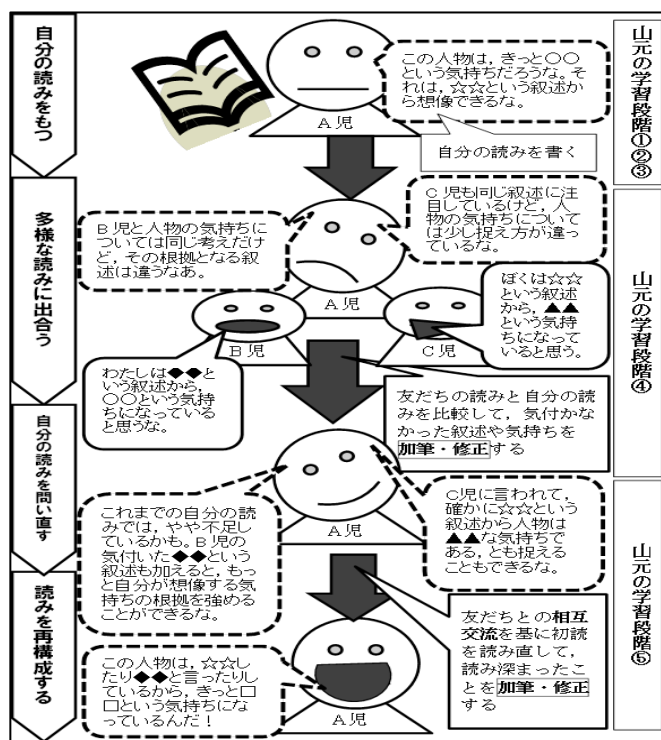 自分の読みをもつ
この人物は，きっと〇〇
という気持ちだろうな。そ
れは，☆☆という叙述か
ら想像できるな。
A児
自分の読みを書く
山元の学習段階①②③
多様な読みに出合う
B児と人物の気持ちに
ついては同じ考えだけ
ど，その根拠となる叙
述は違うなあ。
C児も同じ叙述に注
目しているけど，人
物の気持ちについて
は少し捉え方が違っ
ているな。
A児
B児
C児
ぼくは☆☆
という叙述
から，▲▲
という気持
ちになって
いると思う。
わたしは◆◆と
いう叙述から，
〇〇という気持
ちになっている
と思うな。
友だちの読みと自分の読
みを比較して，気付かな
かった叙述や気持ちを
加筆・修正する
山元の学習段階④
自分の読みを問い直す
これまでの自分の読
みでは，やや不足し
ているかも。B児の
気付いた◆◆という
叙述も加えると，もっ
と自分が想像する気
持ちの根拠を強める
ことができるな。
A児
C児に言われて，
確かに☆☆という
叙述から人物は
▲▲な気持ちで
ある，とも捉える
こともできるな。
読みを再構成する
この人物は，☆☆し
たり◆◆と言ったりし
ているから，きっと□
□という気持ちにな
っているんだ！
A児
友だちとの相互
交流を基に初読
を読み直して，
読み深まったこ
とを加筆・修正
する
山元の学習段階⑤